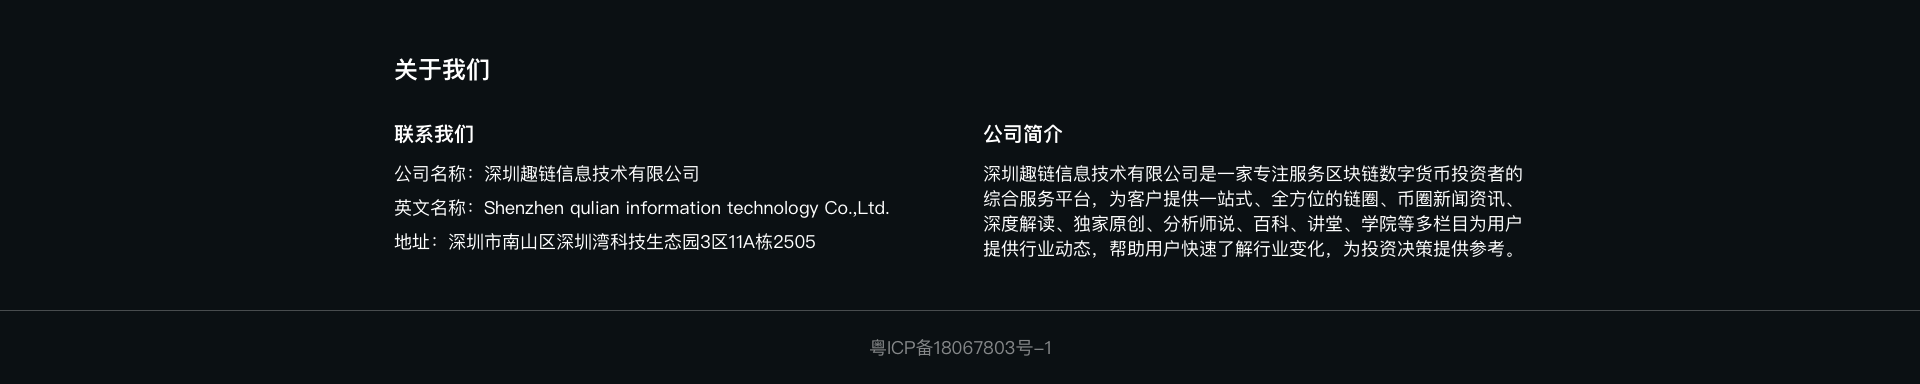 关于我们
联系我们
公司名称：深圳趣链信息技术有限公司
英文名称：Shenzhen qulian information technology Co.,Ltd.
地址：深圳市南山区深圳湾科技生态园3区11A栋2505
公司简介
深圳趣链信息技术有限公司是一家专注服务区块链数字货币投资者的
综合服务平台，为客户提供一站式、全方位的链圈、币圈新闻资讯、
深度解读、独家原创、分析师说、百科、讲堂、学院等多栏目为用户
提供行业动态，帮助用户快速了解行业变化，为投资决策提供参考。
粤ICP备18067803号-1